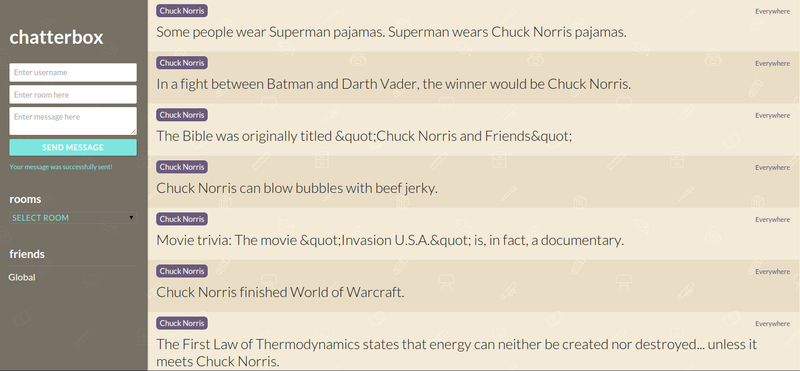 chatterbox
Enter username
Enter room here
Enter message here
SEND MESSAGE
Your message was successfully sent!
rooms
SELECT ROOM
friends
Global
Chuck Norris
Everywhere
Some people wear Superman pajamas. Superman wears Chuck Norris pajamas.
Chuck Norris
Everywhere
In a fight between Batman and Darth Vader, the winner would be Chuck Norris.
Chuck Norris
Everywhere
The Bible was originally titled &quot;Chuck Norris and Friends&quot;
Chuck Norris
Everywhere
Chuck Norris can blow bubbles with beef jerky.
Chuck Norris
Everywhere
Movie trivia: The movie &quot;Invasion U.S.A.&quot; is, in fact, a documentary.
Chuck Norris
Everywhere
Chuck Norris finished World of Warcraft.
Chuck Norris
Everywhere
The First Law of Thermodynamics states that energy can neither be created nor destroyed... unless it
meets Chuck Norris.